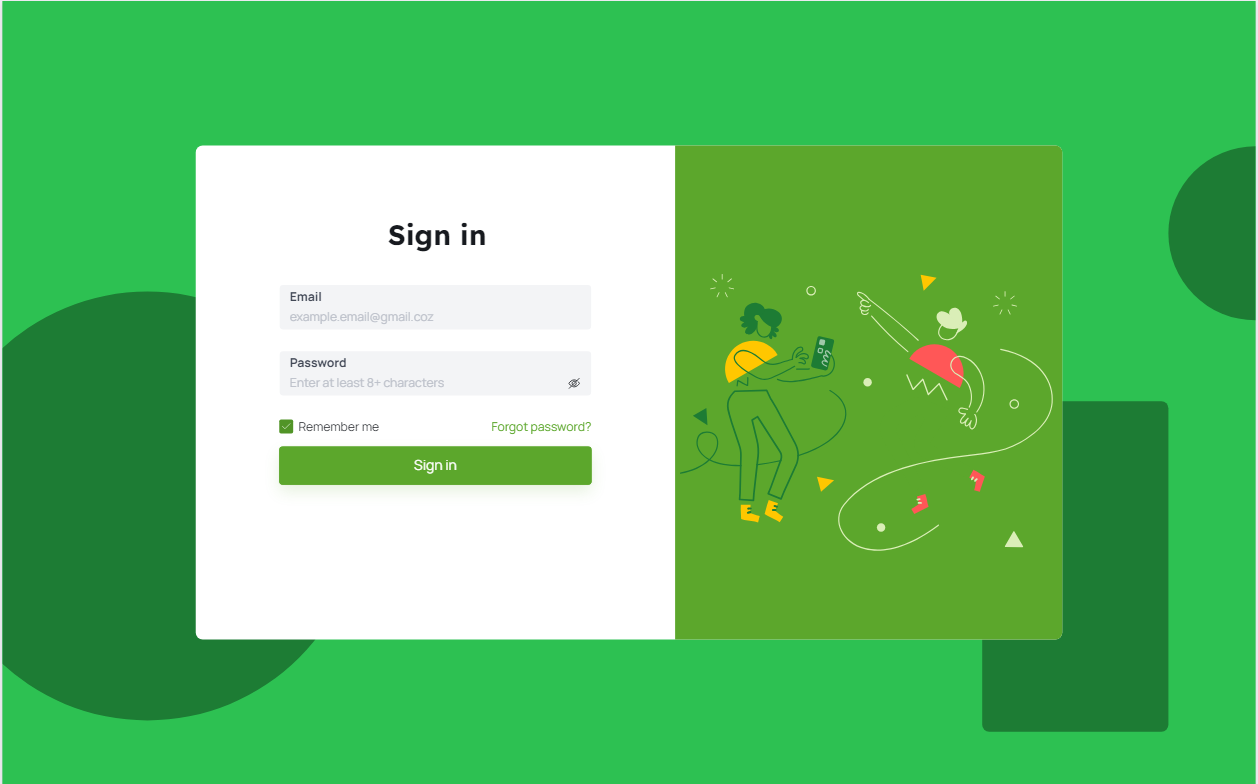 Sign in
Email
example.email@gmail.coz
Password
Enter at least 8+ characters
Remember me
Forgot password?
Sign in